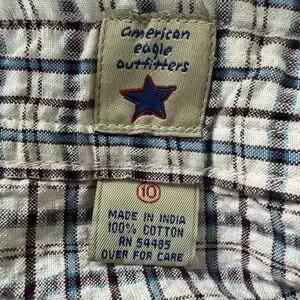 american
eagle
outfitters
10
MADE IN INDIA
100% COTTON
RN 54485
OVER FOR CARE